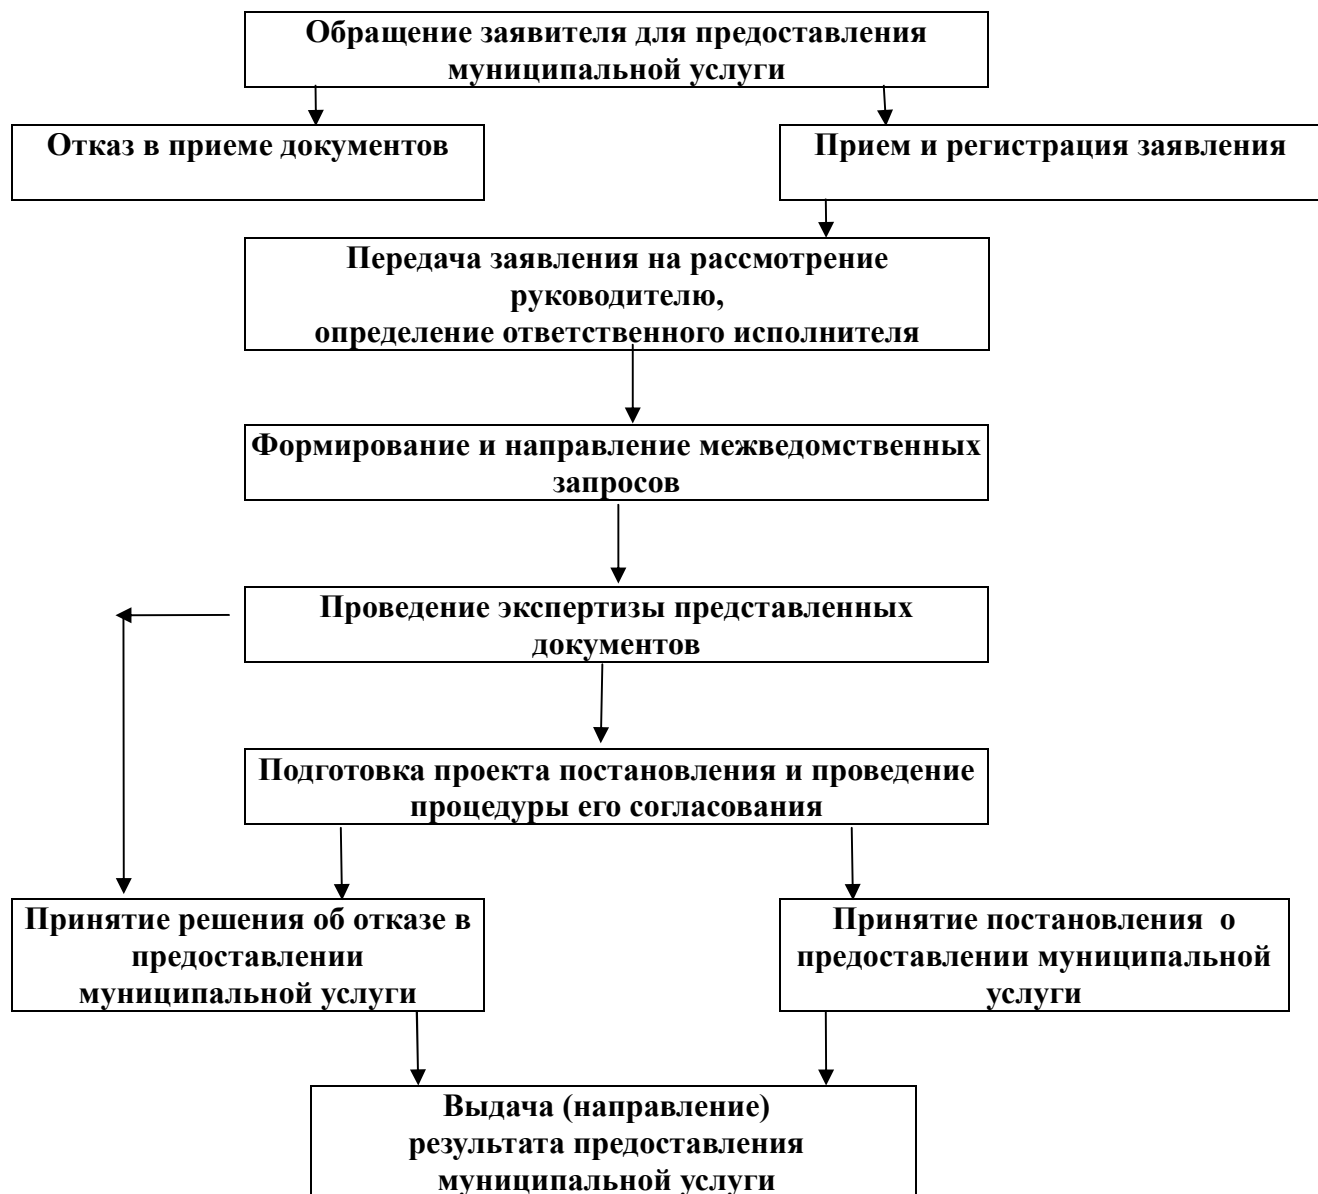 Обращение заявителя для предоставления
муниципальной услуги
Отказ в приеме документов
Прием и регистрация заявления
Передача заявления на рассмотрение
руководителю,
определение ответственного исполнителя
Формирование и направление межведомственных
запросов
Проведение экспертизы представленных
документов
Подготовка проекта постановления и проведение
процедуры его согласования
Принятие решения об отказе в
предоставлении
муниципальной услуги
Принятие постановления  о
предоставлении муниципальной
услуги
Выдача (направление)
результата предоставления
муниципальной услуги